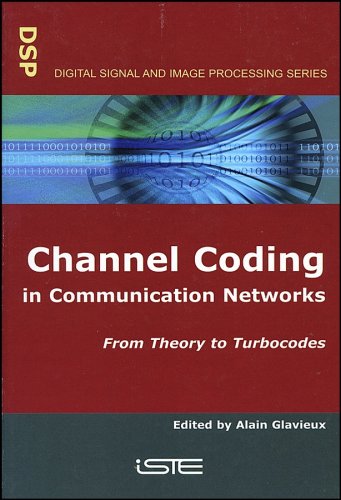 DSP
DIGITAL SIGNAL AND IMAGE PROCESSING SERIES
Channel Coding
in Communication Networks
From Theory to Turbocodes
Edited by Alain Glavieux
iSTE